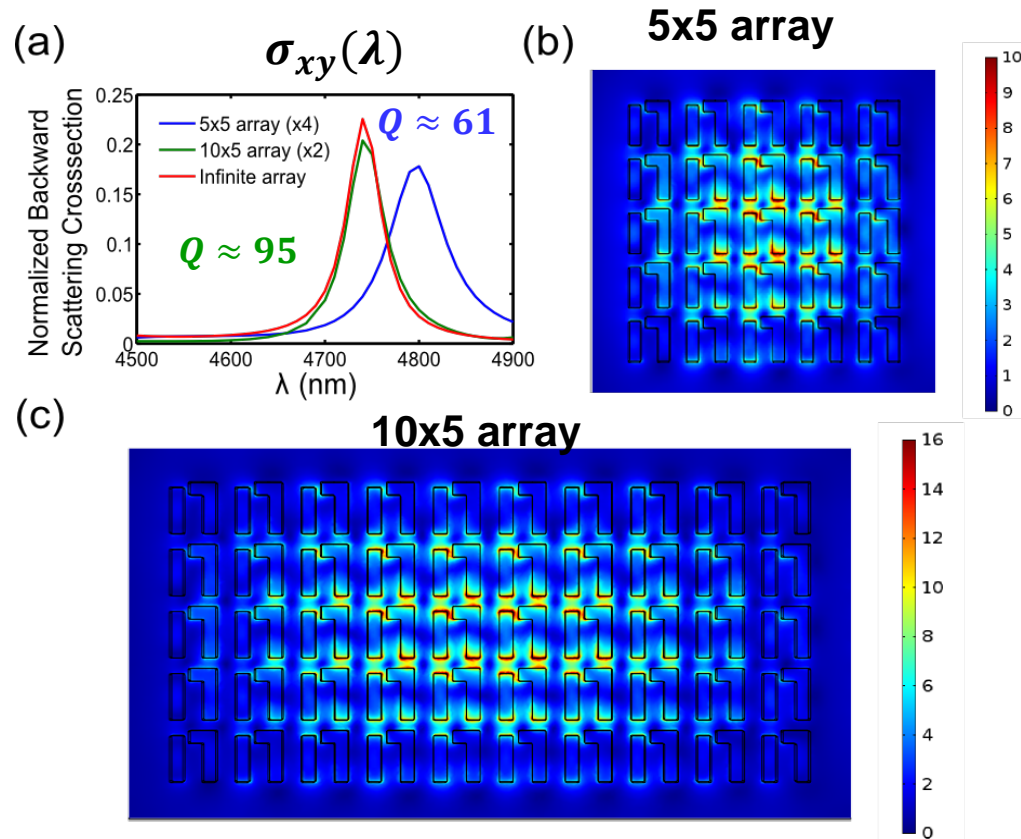 (a)
σxy(λ)
Normalized Backward
Scattering Crosssection
0.25
0.2
0.15
0.1
0.05
0
5x5 array (x4)
10x5 array (x2)
Infinite array
Q ≈ 61
Q ≈ 95
4500 4600 4700 4800 4900
λ (nm)
(b)
5x5 array
10
9
8
7
6
5
4
3
2
1
0
(c)
10x5 array
16
14
12
10
8
6
4
2
0